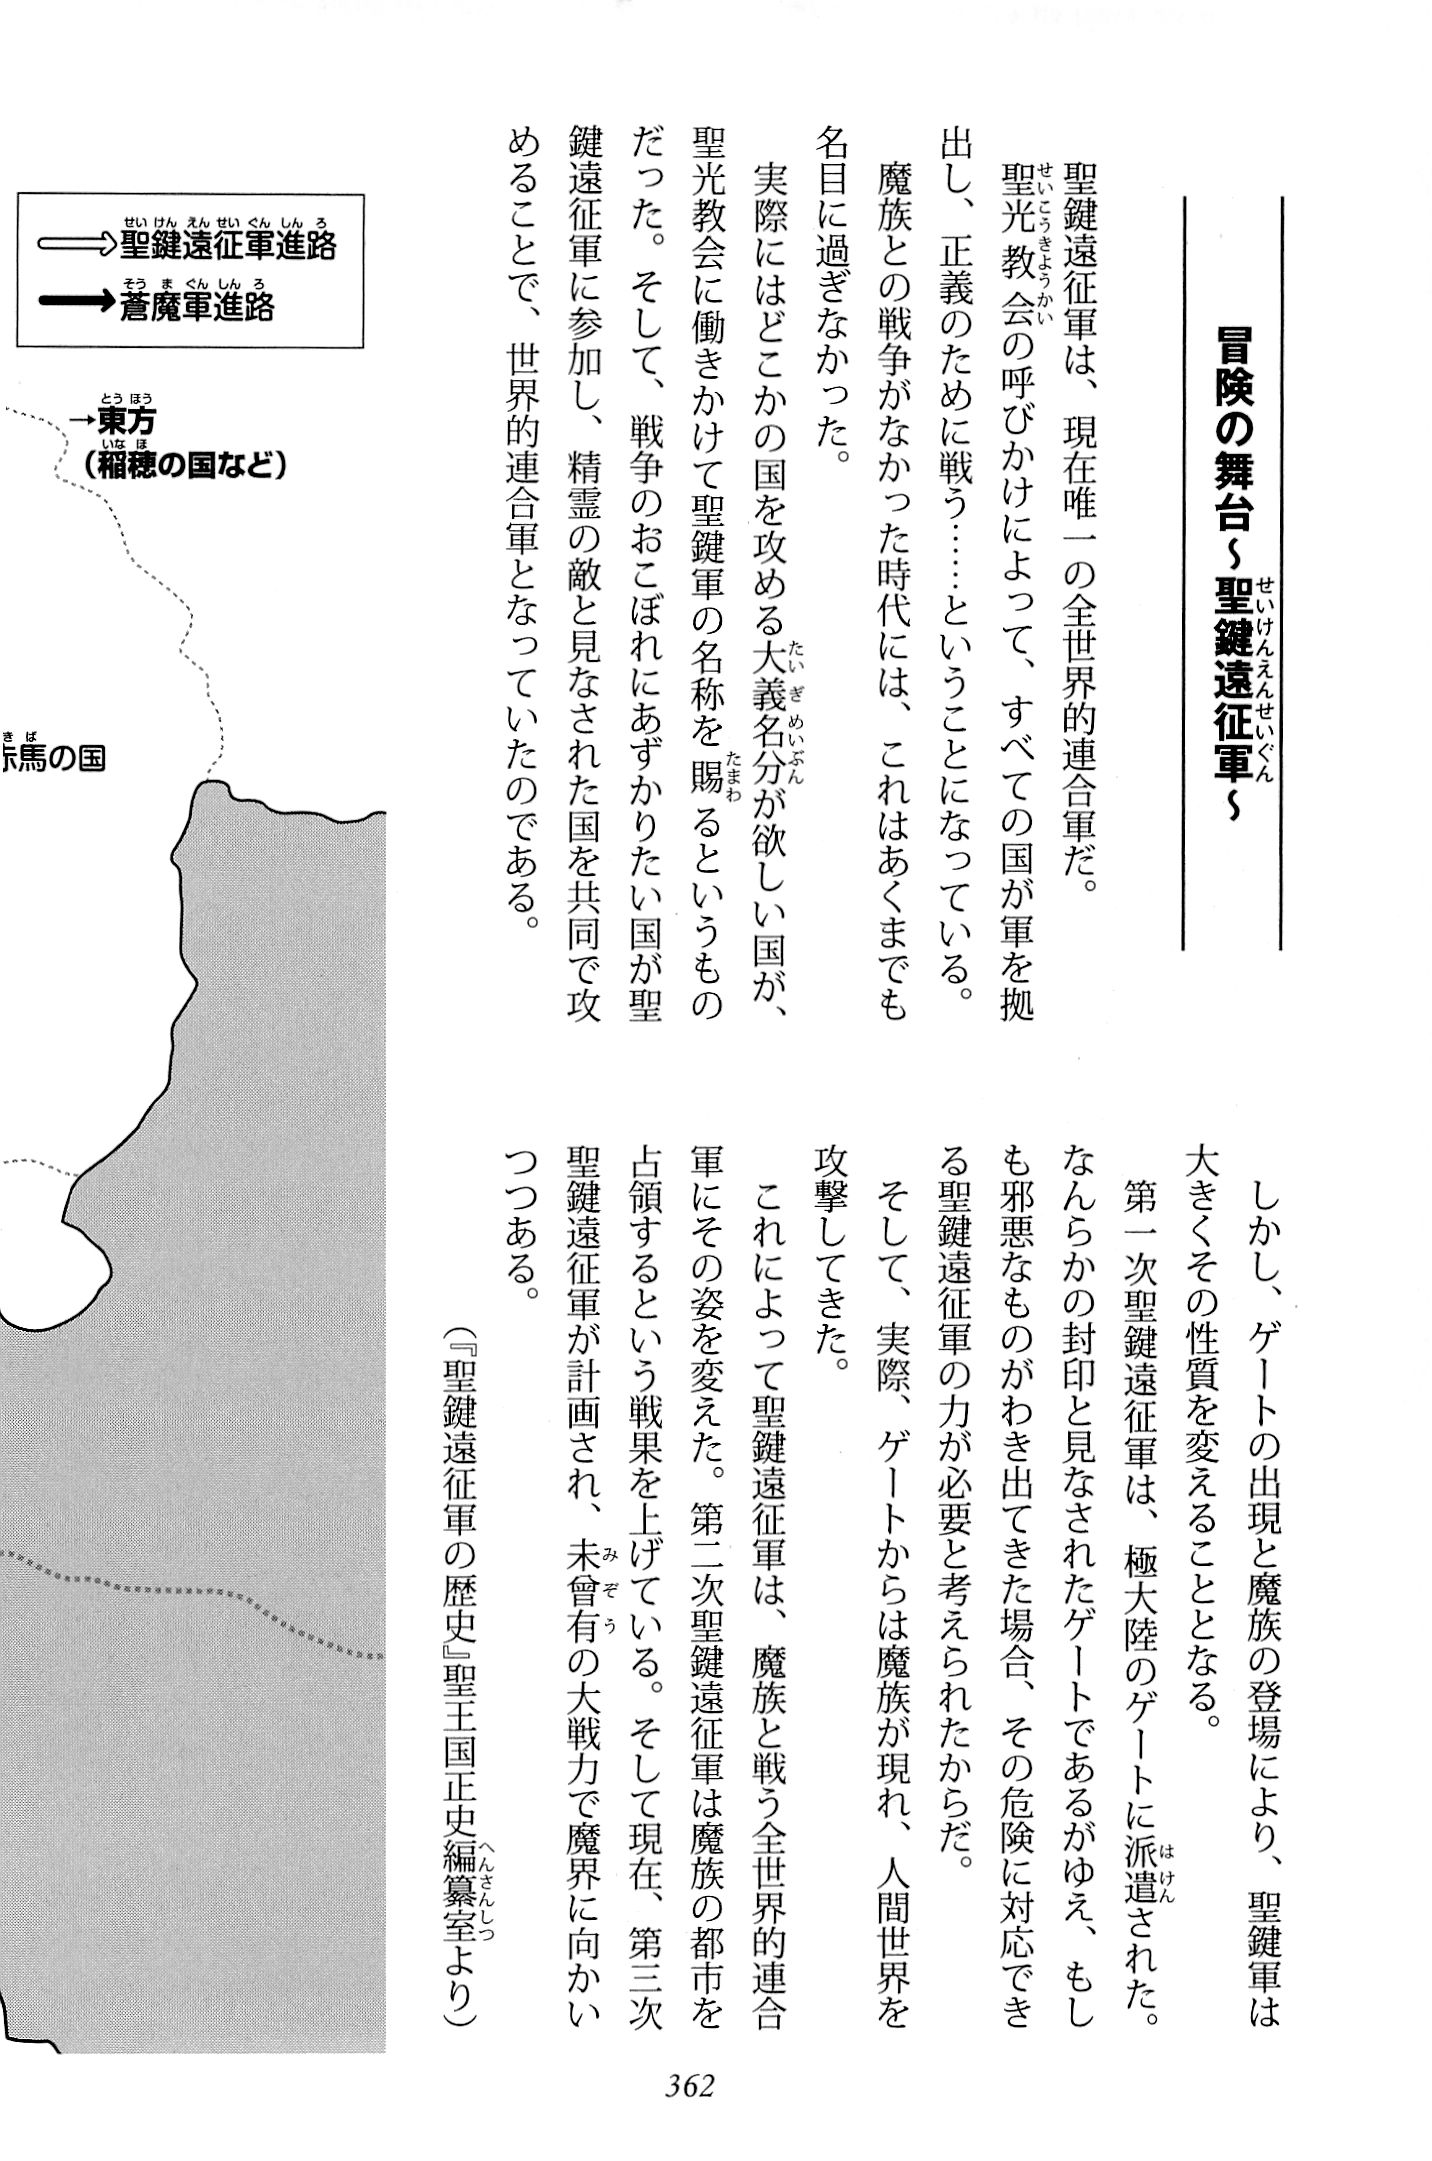 冒険の舞台～聖鍵遠征軍～
聖鍵遠征軍は、現在唯一の全世界的連合軍だ。
聖光教会の呼びかけによって、すべての国が軍を拠
出し、正義のために戦う……ということになっている。
魔族との戦争がなかった時代には、これはあくまでも
名目に過ぎなかった。
実際にはどこかの国を攻める大義名分が欲しい国が、
聖光教会に働きかけて聖鍵軍の名称を賜るというもの
だった。そして、戦争のおこぼれにあずかりたい国が聖
鍵遠征軍に参加し、精霊の敵と見なされた国を共同で攻
めることで、世界的連合軍となっていたのである。
しかし、ゲートの出現と魔族の登場により、聖鍵軍は
大きくその性質を変えることとなる。
第一次聖鍵遠征軍は、極大陸のゲートに派遣された。
なんらかの封印と見なされたゲートであるがゆえ、もし
も邪悪なものがわき出てきた場合、その危険に対応でき
る聖鍵遠征軍の力が必要と考えられたからだ。
そして、実際、ゲートからは魔族が現れ、人間世界を
攻撃してきた。
これによって聖鍵遠征軍は、魔族と戦う全世界的連合
軍にその姿を変えた。第二次聖鍵遠征軍は魔族の都市を
占領するという戦果を上げている。そして現在、第三次
聖鍵遠征軍が計画され、未曾有の大戦力で魔界に向かい
つつある。
（『聖鍵遠征軍の歴史』聖王国正史編纂室より）
聖鍵遠征軍進路
蒼魔軍進路
→東方
（稲穂の国など）
馬の国
362